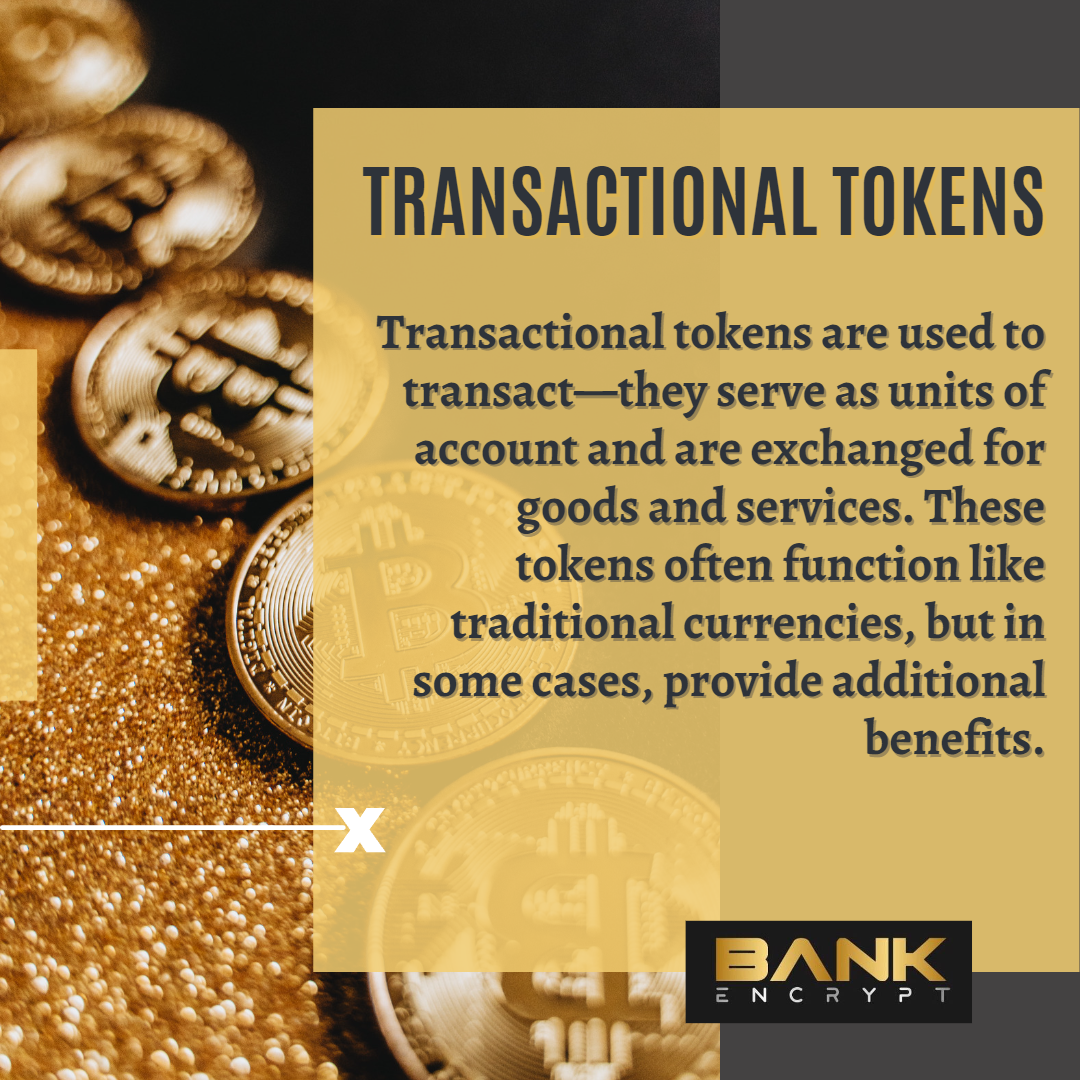 TRANSACTIONAL TOKENS
Transactional tokens are used to
transact—they serve as units of
account and are exchanged for
goods and services. These
tokens often function like
traditional currencies, but in
some cases, provide additional
benefits.
X
BANK
ENCRYPT